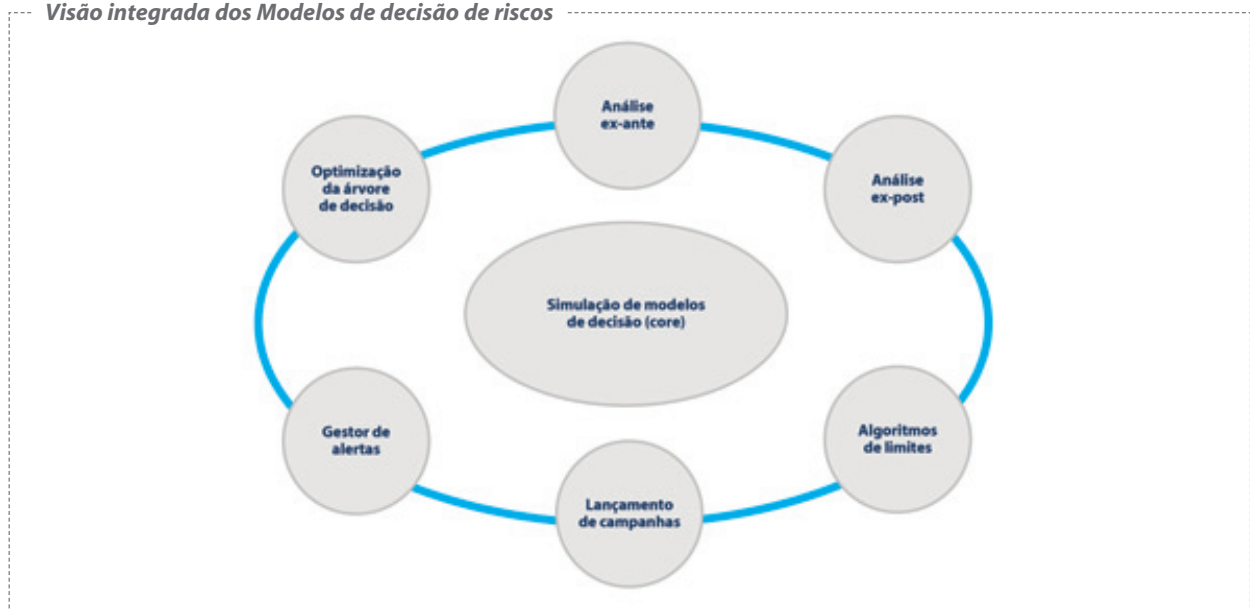 Visão integrada dos Modelos de decisão de riscos
Análise
ex-ante
Optimização
da árvore
de decisão
Análise
ex-post
Simulação de modelos
de decisão (core)
Gestor de
alertas
Algoritmos
de limites
Lançamento
de campanhas